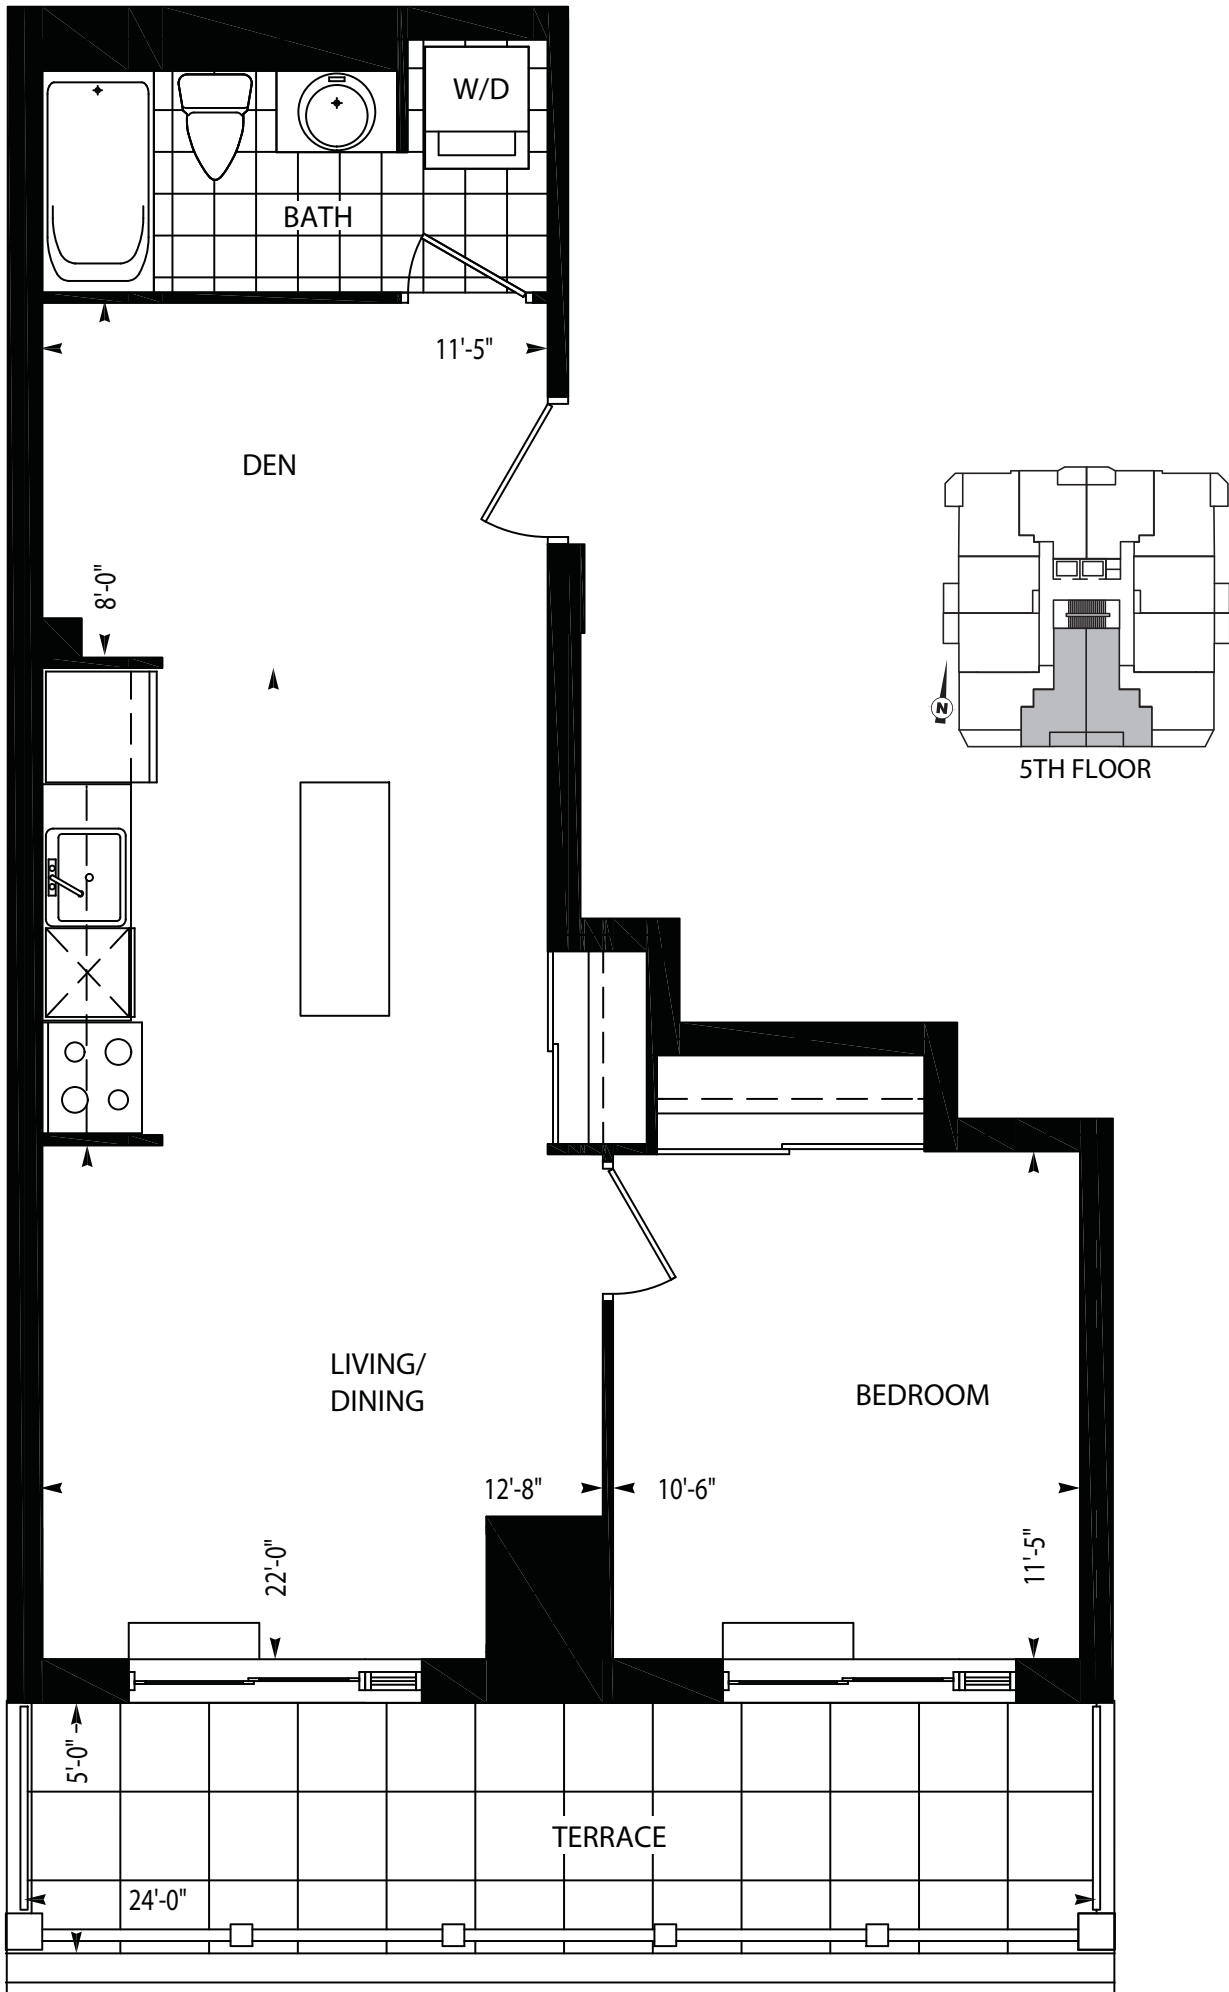 W/D
BATH
11'-5"
DEN
8'-0"
N
5TH FLOOR
LIVING/
DINING
BEDROOM
12'-8"
10'-6"
22'-0"
11'-5"
5'-0"
TERRACE
24'-0"